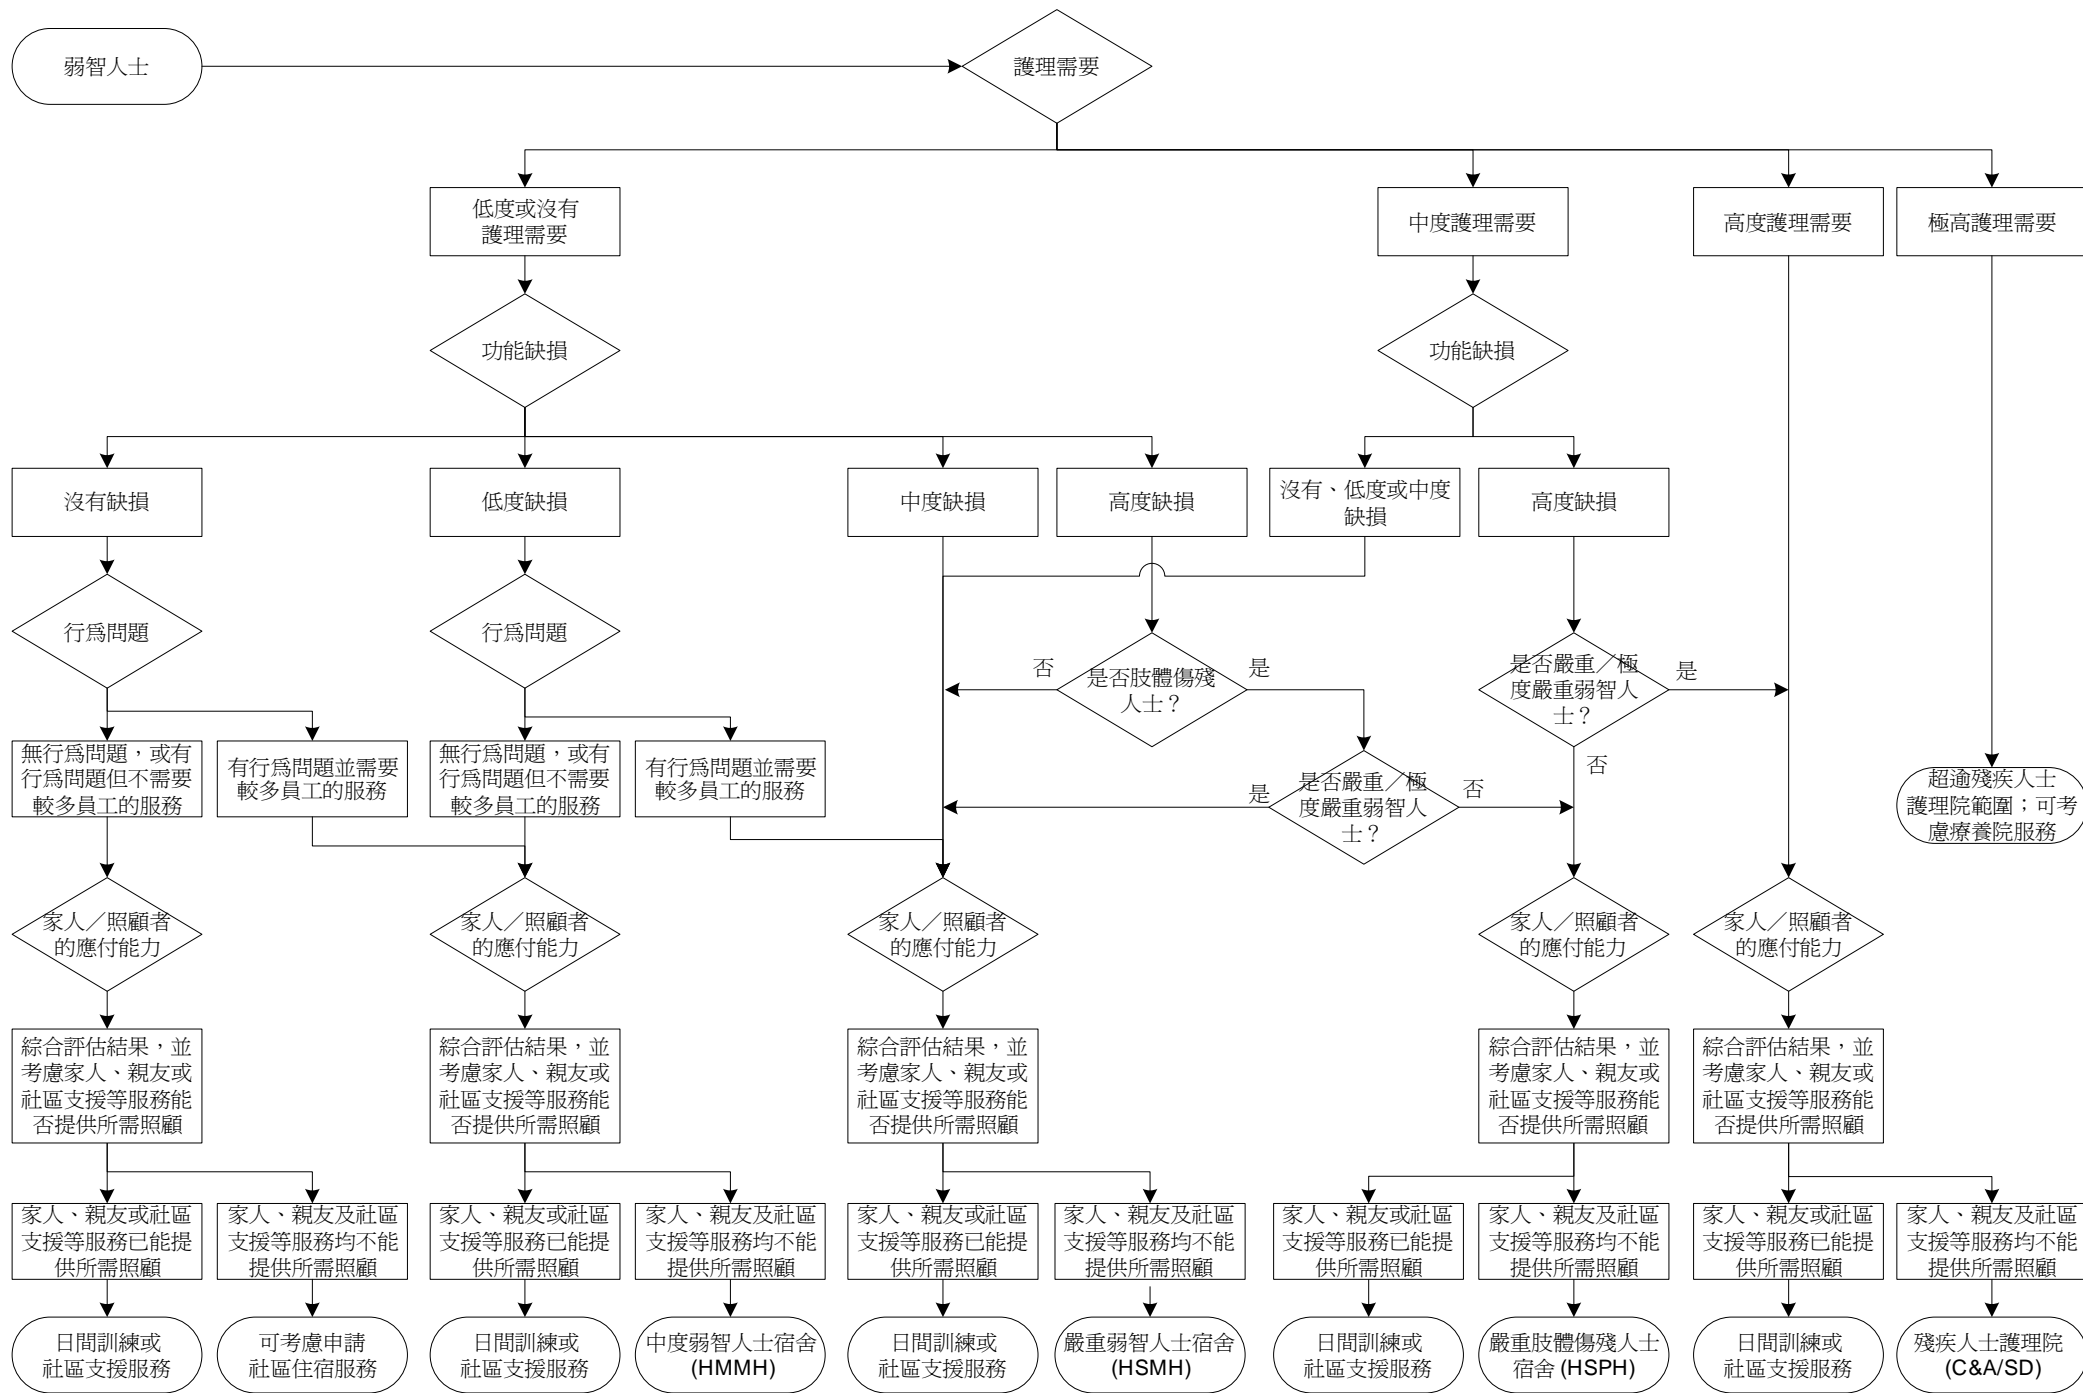 弱智人士
護理需要
低度或沒有
護理需要
中度護理需要
高度護理需要
極高護理需要
功能缺損
功能缺損
沒有缺損
低度缺損
中度缺損
高度缺損
沒有、低度或中度
缺損
高度缺損
行為問題
行為問題
否
是否肢體傷殘
人士？
是
是否嚴重／極
度嚴重弱智人
士？
是
否
無行為問題，或有
行為問題但不需要
較多員工的服務
有行為問題並需要
較多員工的服務
無行為問題，或有
行為問題但不需要
較多員工的服務
有行為問題並需要
較多員工的服務
是
是否嚴重／極
度嚴重弱智人
士？
否
超逾殘疾人士
護理院範圍；可考
慮療養院服務
家人／照顧者
的應付能力
家人／照顧者
的應付能力
家人／照顧者
的應付能力
家人／照顧者
的應付能力
家人／照顧者
的應付能力
綜合評估結果，並
考慮家人、親友或
社區支援等服務能
否提供所需照顧
綜合評估結果，並
考慮家人、親友或
社區支援等服務能
否提供所需照顧
綜合評估結果，並
考慮家人、親友或
社區支援等服務能
否提供所需照顧
綜合評估結果，並
考慮家人、親友或
社區支援等服務能
否提供所需照顧
綜合評估結果，並
考慮家人、親友或
社區支援等服務能
否提供所需照顧
家人、親友或社區
支援等服務已能提
供所需照顧
家人、親友及社區
支援等服務均不能
提供所需照顧
家人、親友或社區
支援等服務已能提
供所需照顧
家人、親友及社區
支援等服務均不能
提供所需照顧
家人、親友或社區
支援等服務已能提
供所需照顧
家人、親友及社區
支援等服務均不能
提供所需照顧
家人、親友或社區
支援等服務已能提
供所需照顧
家人、親友及社區
支援等服務均不能
提供所需照顧
家人、親友或社區
支援等服務已能提
供所需照顧
家人、親友及社區
支援等服務均不能
提供所需照顧
日間訓練或
社區支援服務
可考慮申請
社區住宿服務
日間訓練或
社區支援服務
中度弱智人士宿舍
(HMMH)
日間訓練或
社區支援服務
嚴重弱智人士宿舍
(HSMH)
日間訓練或
社區支援服務
嚴重肢體傷殘人士
宿舍 (HSPH)
日間訓練或
社區支援服務
殘疾人士護理院
(C&A/SD)